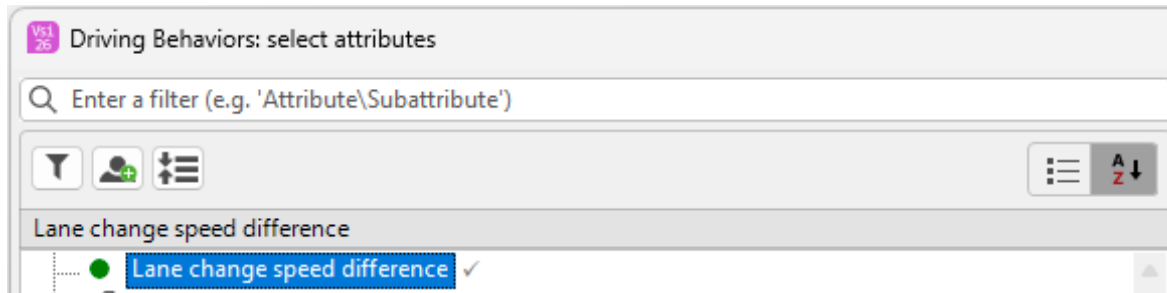 Vs1
26
Driving Behaviors: select attributes
Enter a filter (e.g. 'Attribute\Subattribute')
A
Z
Lane change speed difference
Lane change speed difference